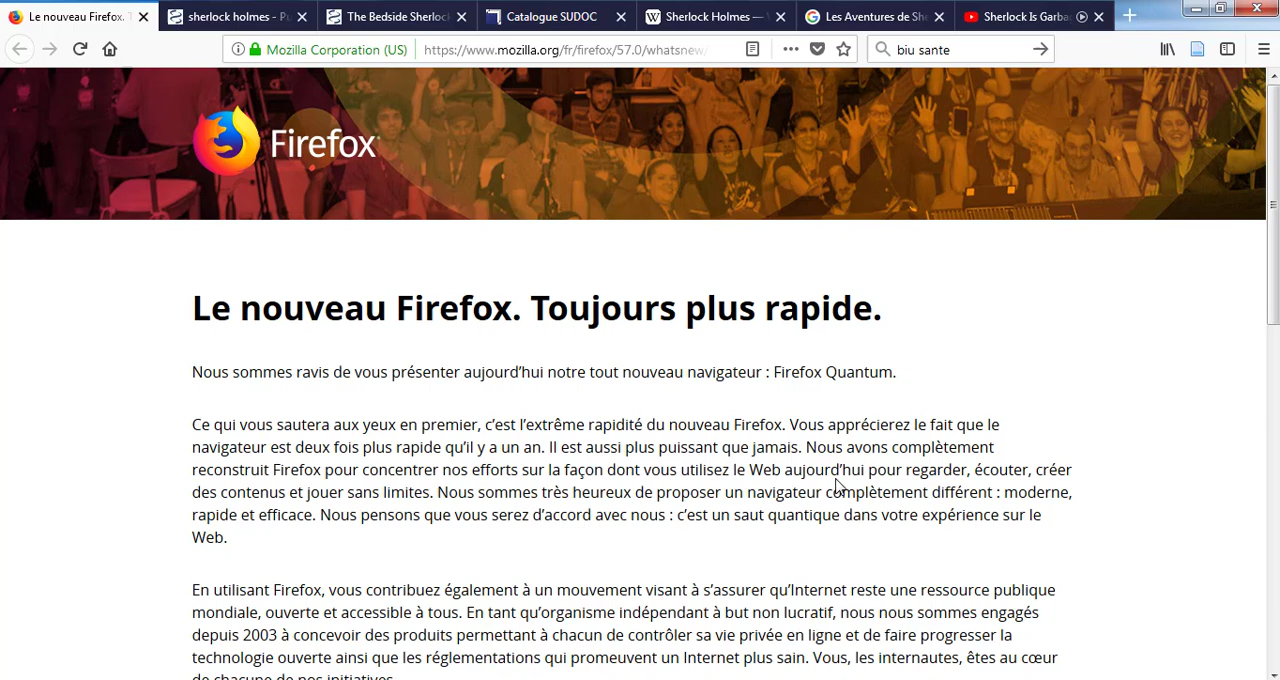 Le nouveau Firefox. T
sherlock holmes - Pu
The Bedside Sherloc
Catalogue SUDOC
Sherlock Holmes —
Les Aventures de She
Sherlock Is Garba
Mozilla Corporation (US)
https://www.mozilla.org/fr/firefox/57.0/whatsnew/
biu sante
Firefox
Le nouveau Firefox. Toujours plus rapide.
Nous sommes ravis de vous présenter aujourd’hui notre tout nouveau navigateur : Firefox Quantum.
Ce qui vous sautera aux yeux en premier, c’est l’extrême rapidité du nouveau Firefox. Vous apprécierez le fait que le
navigateur est deux fois plus rapide qu’il y a un an. Il est aussi plus puissant que jamais. Nous avons complètement
reconstruit Firefox pour concentrer nos efforts sur la façon dont vous utilisez le Web aujourd’hui pour regarder, écouter, créer
des contenus et jouer sans limites. Nous sommes très heureux de proposer un navigateur complètement différent : moderne,
rapide et efficace. Nous pensons que vous serez d’accord avec nous : c’est un saut quantique dans votre expérience sur le
Web.
En utilisant Firefox, vous contribuez également à un mouvement visant à s’assurer qu’Internet reste une ressource publique
mondiale, ouverte et accessible à tous. En tant qu’organisme indépendant à but non lucratif, nous nous sommes engagés
depuis 2003 à concevoir des produits permettant à chacun de contrôler sa vie privée en ligne et de faire progresser la
technologie ouverte ainsi que les réglementations qui promeuvent un Internet plus sain. Vous, les internautes, êtes au cœur
de chacune de nos initiatives.